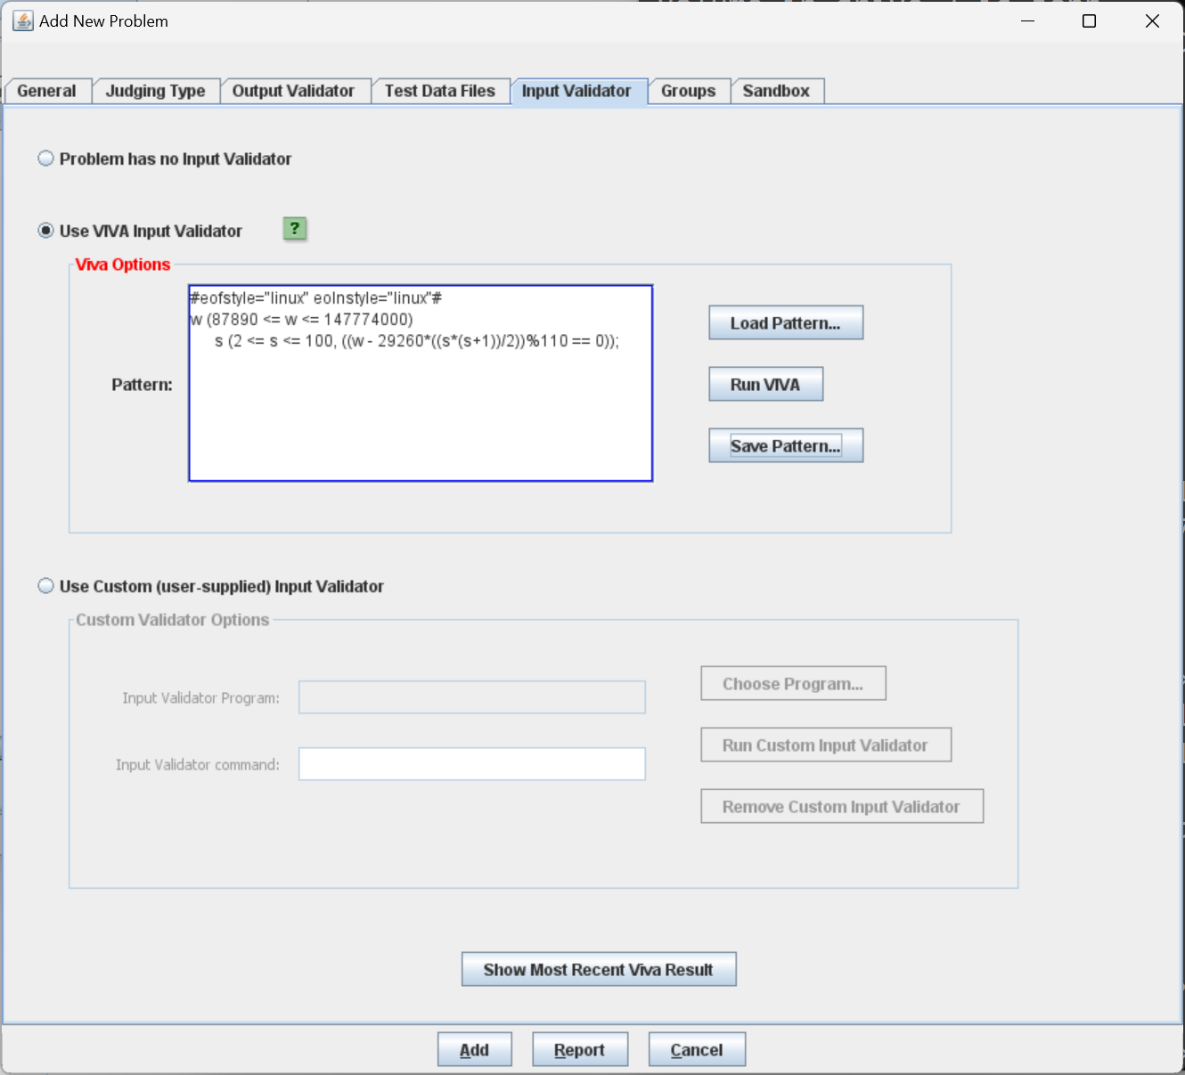 Add New Problem
General Judging Type Output Validator Test Data Files Input Validator Groups Sandbox
Problem has no Input Validator
Use VIVA Input Validator ?
Viva Options
#eofstyle="linux" eolnstyle="linux"#
w (87890 <= w <= 147774000)
s (2 <= s <= 100, ((w - 29260*((s*(s+1))/2))%110 == 0));
Pattern:
Load Pattern...
Run VIVA
Save Pattern...
Use Custom (user-supplied) Input Validator
Custom Validator Options
Input Validator Program:
Choose Program...
Input Validator command:
Run Custom Input Validator
Remove Custom Input Validator
Show Most Recent Viva Result
Add Report Cancel